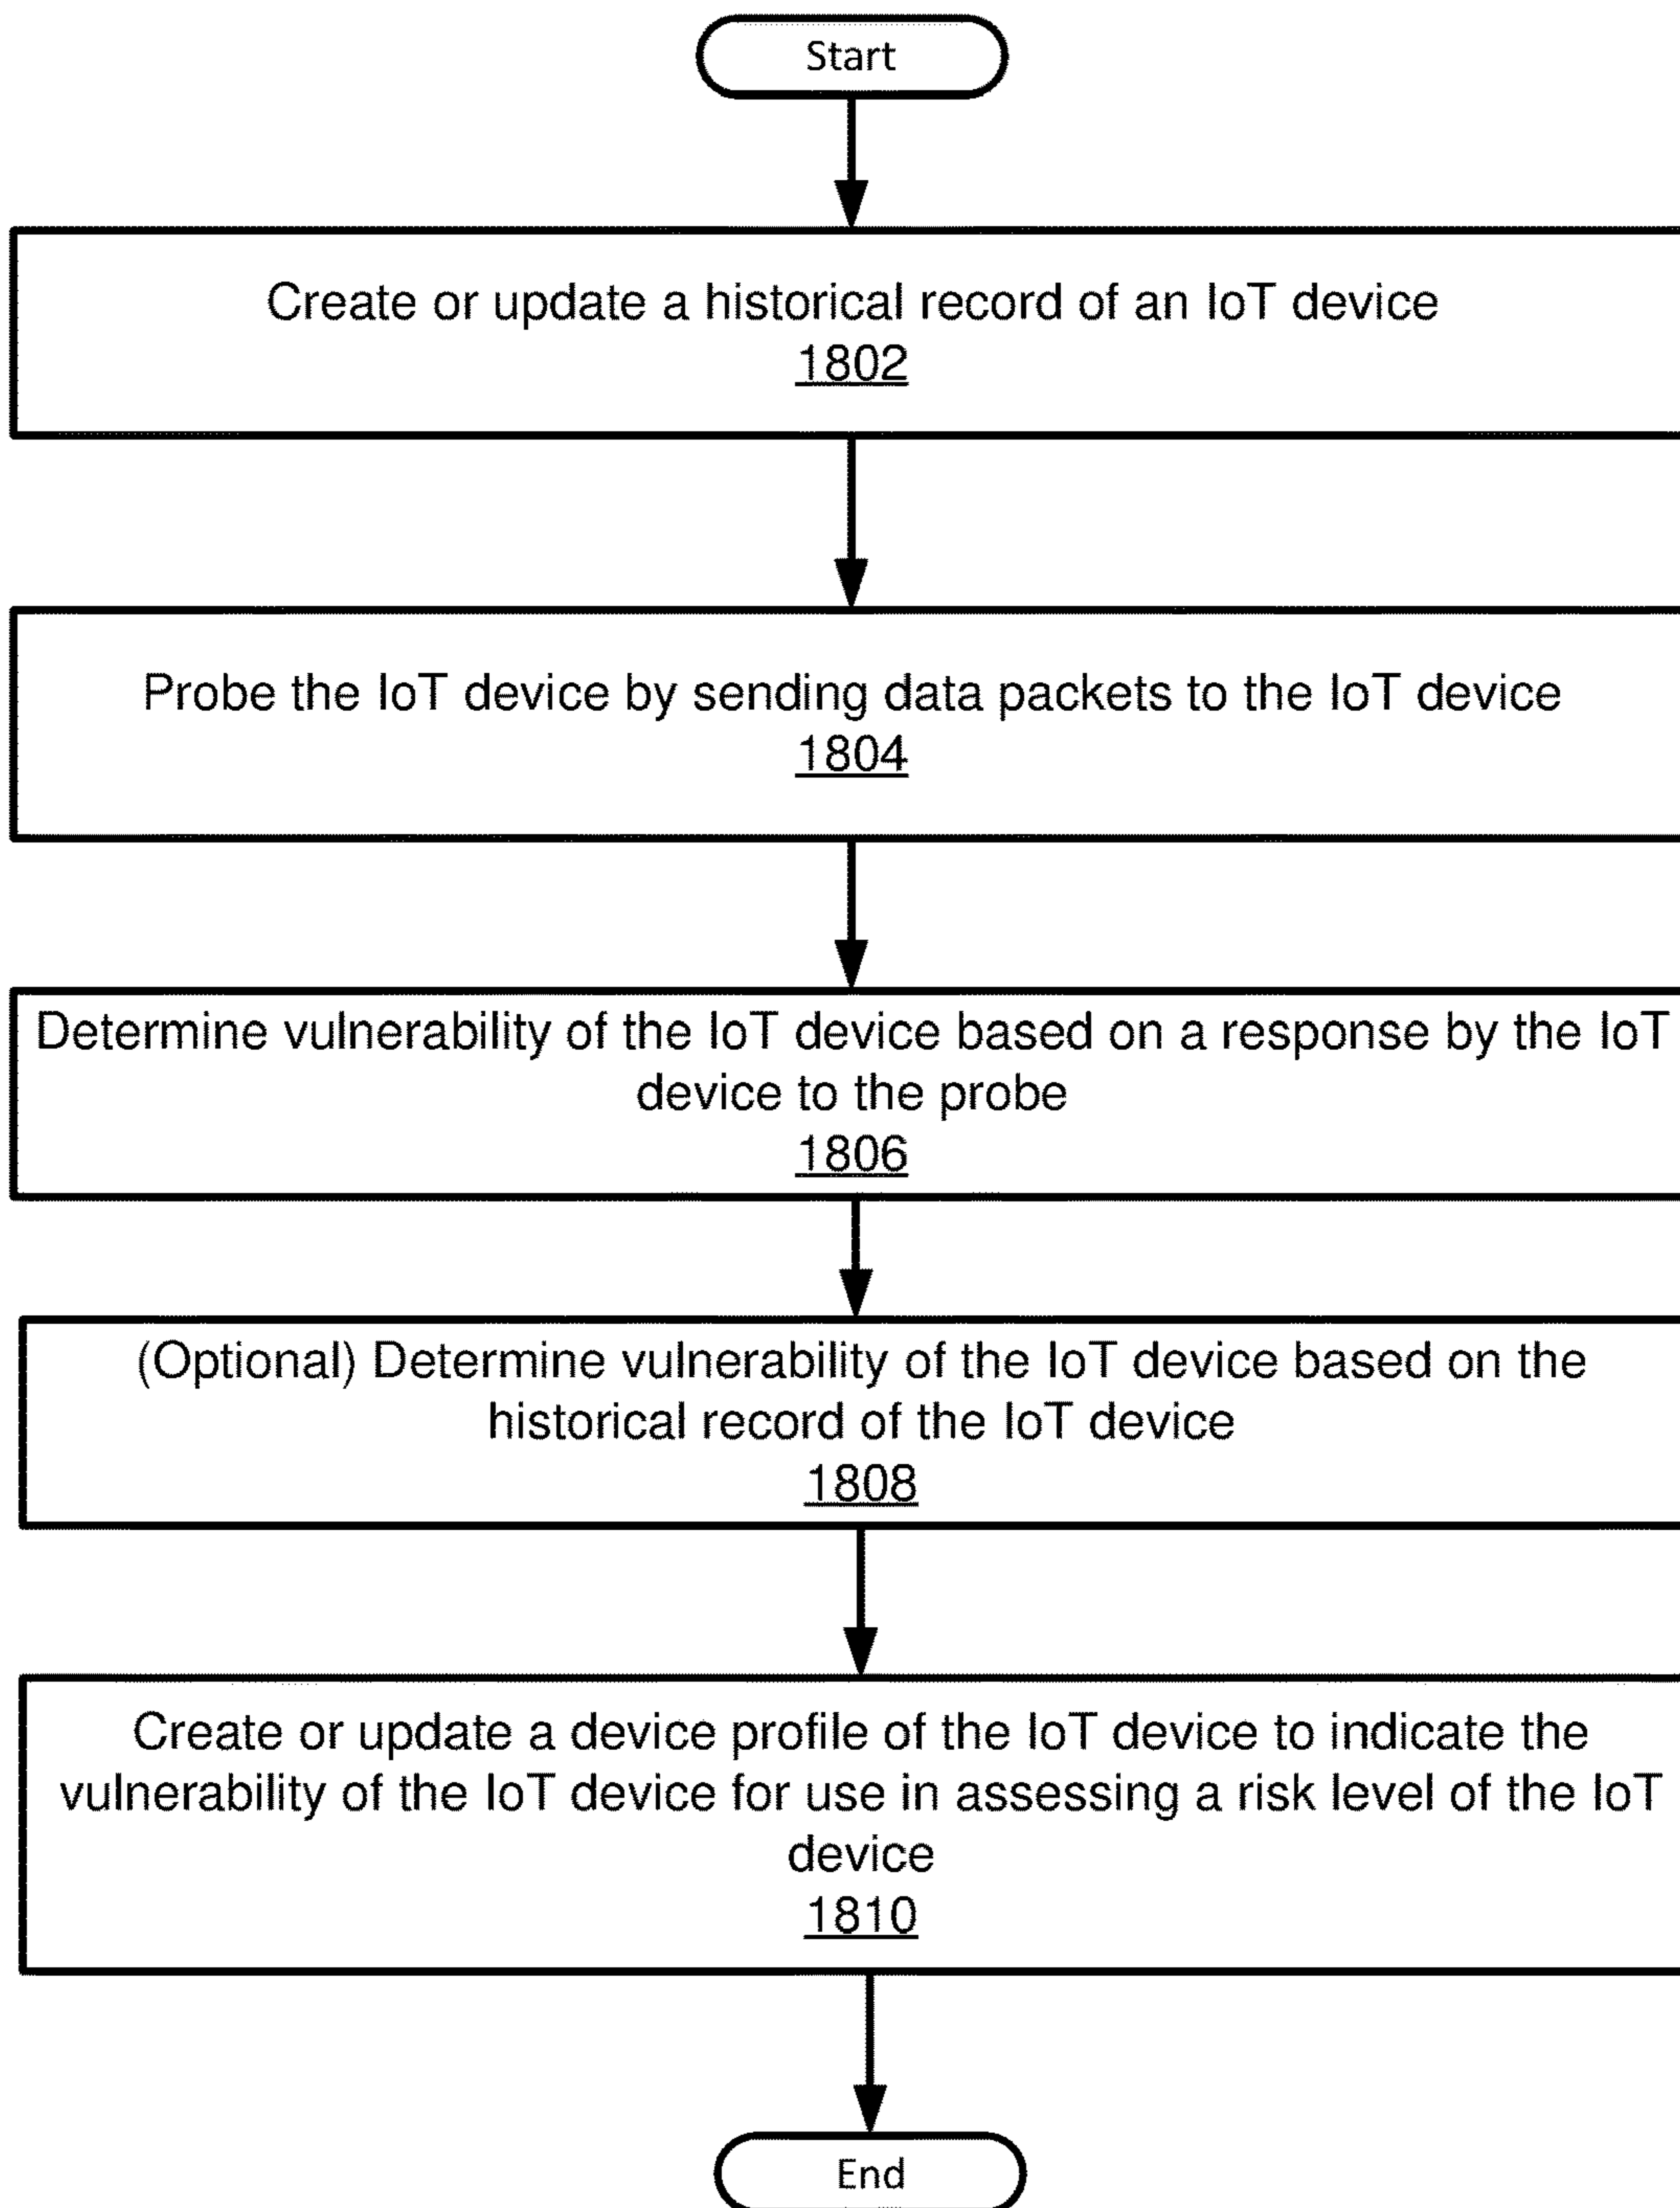 Start
Create or update a historical record of an IoT device
1802
Probe the IoT device by sending data packets to the IoT device
1804
Determine vulnerability of the IoT device based on a response by the IoT
device to the probe
1806
(Optional) Determine vulnerability of the IoT device based on the
historical record of the IoT device
1808
Create or update a device profile of the IoT device to indicate the
vulnerability of the IoT device for use in assessing a risk level of the IoT
device
1810
End